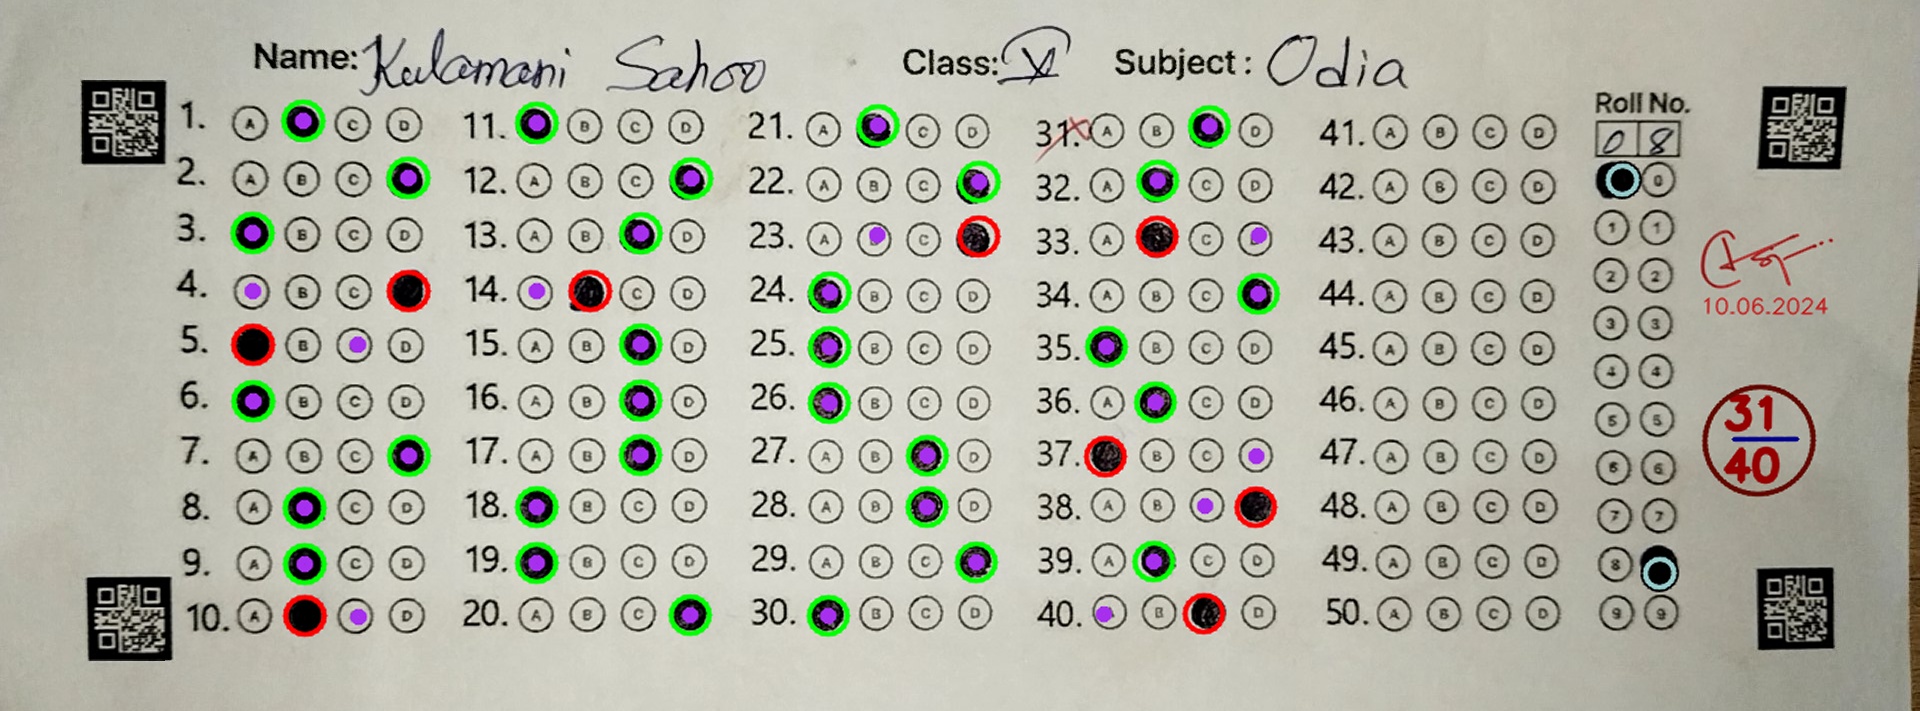 Name: Kulamani Sahoo Class: Subject: Odia
1. A C D 11. B C D 21. A C D 31. A B D 41. A B C D
2. A B C 12. A B C 22. A B C 32. A C D 42. A B C D
3. B C D 13. A B D 23. A C 33. A C 43. A B C D
4. B C 14. C D 24. B C D 34. A B C 44. A B C D
5. B D 15. A B D 25. B C D 35. B C D 45. A B C D
6. B C D 16. A B D 26. B C D 36. A C D 46. A B C D
7. A B C 17. A B D 27. A B D 37. B C 47. A B C D
8. A C D 18. B C D 28. A B D 38. A B 48. A B C D
9. A C D 19. B C D 29. A B C 39. A C D 49. A B C D
10. A D 20. A B C 30. B C D 40. B D 50. A B C D
Roll No.
0 8
0
1 1
2 2
3 3
4 4
5 5
6 6
7 7
8
9 9
10.06.2024
31
40